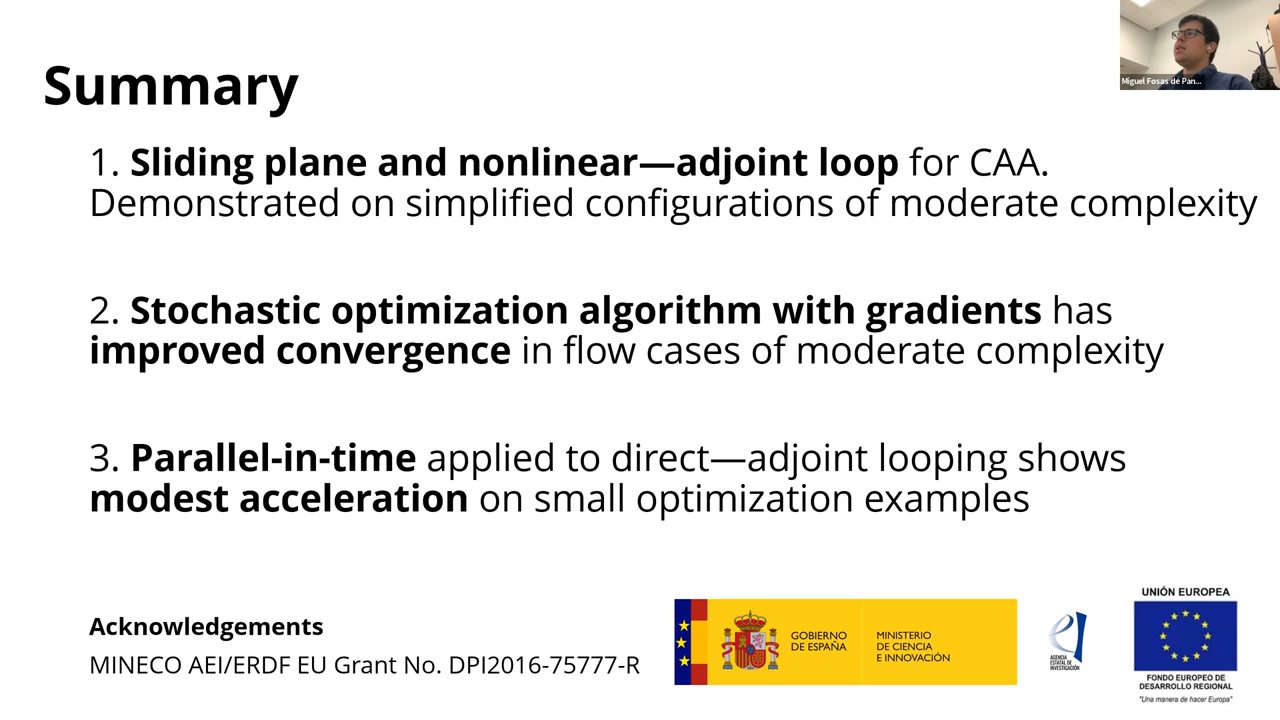 Summary
Miguel Fosas de Pan...
1. Sliding plane and nonlinear—adjoint loop for CAA.
Demonstrated on simplified configurations of moderate complexity
2. Stochastic optimization algorithm with gradients has
improved convergence in flow cases of moderate complexity
3. Parallel-in-time applied to direct—adjoint looping shows
modest acceleration on small optimization examples
Acknowledgements
MINECO AEI/ERDF EU Grant No. DPI2016-75777-R
GOBIERNO
DE ESPAÑA
MINISTERIO
DE CIENCIA
E INNOVACIÓN
AGENCIA
ESTATAL DE
INVESTIGACIÓN
UNIÓN EUROPEA
FONDO EUROPEO DE
DESARROLLO REGIONAL
"Una manera de hacer Europa"